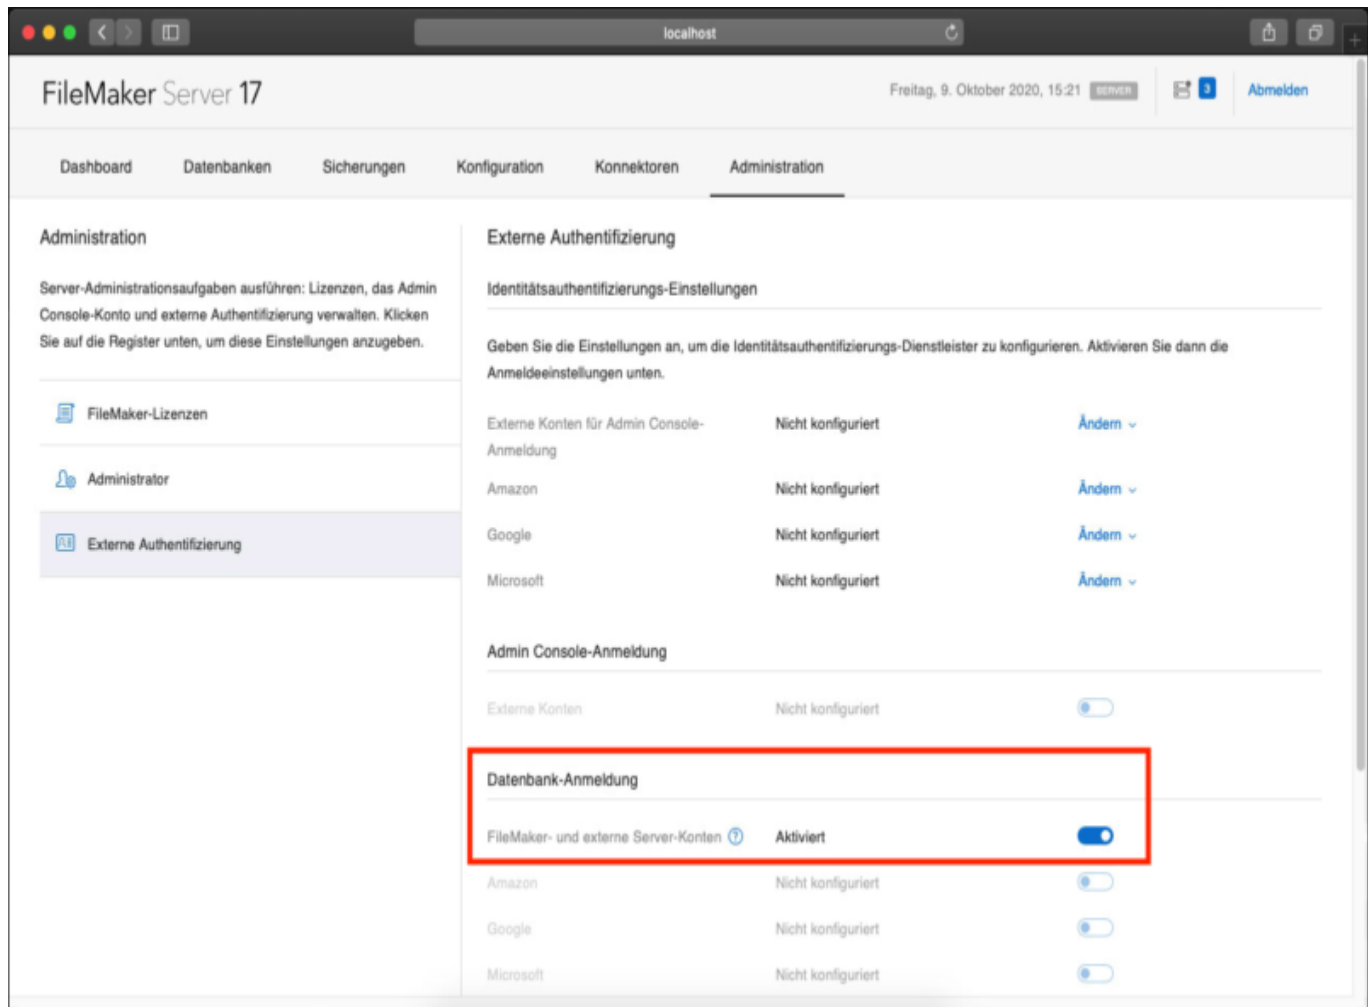 localhost
FileMaker Server 17
Freitag, 9. Oktober 2020, 15:21 SERVER 3 Abmelden
Dashboard Datenbanken Sicherungen Konfiguration Konnektoren Administration
Administration
Server-Administrationsaufgaben ausführen: Lizenzen, das Admin
Console-Konto und externe Authentifizierung verwalten. Klicken
Sie auf die Register unten, um diese Einstellungen anzugeben.
FileMaker-Lizenzen
Administrator
Externe Authentifizierung
Externe Authentifizierung
Identitätsauthentifizierungs-Einstellungen
Geben Sie die Einstellungen an, um die Identitätsauthentifizierungs-Dienstleister zu konfigurieren. Aktivieren Sie dann die
Anmeldeeinstellungen unten.
Externe Konten für Admin Console- Nicht konfiguriert Ändern
Anmeldung
Amazon Nicht konfiguriert Ändern
Google Nicht konfiguriert Ändern
Microsoft Nicht konfiguriert Ändern
Admin Console-Anmeldung
Externe Konten Nicht konfiguriert
Datenbank-Anmeldung
FileMaker- und externe Server-Konten ? Aktiviert
Amazon Nicht konfiguriert
Google Nicht konfiguriert
Microsoft Nicht konfiguriert